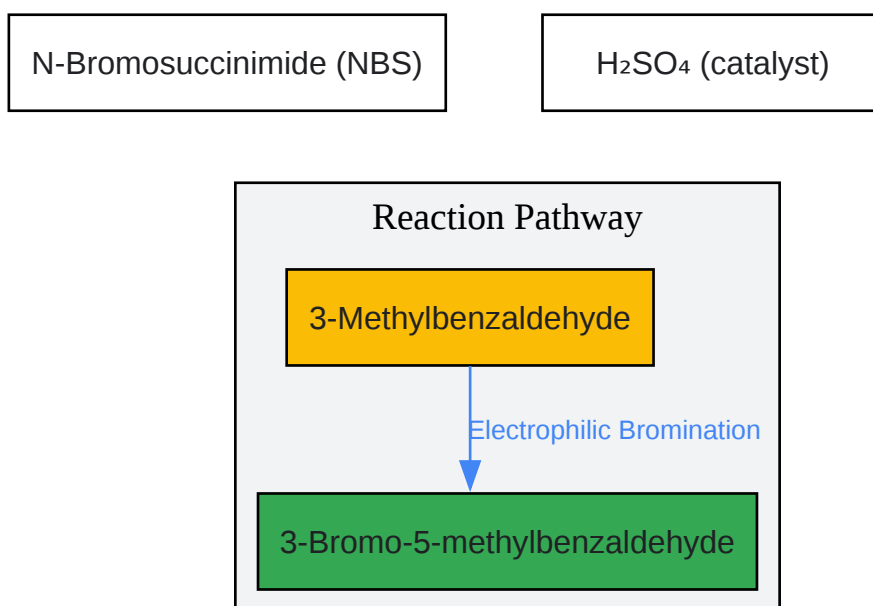 N-Bromosuccinimide (NBS)
H₂SO₄ (catalyst)
Reaction Pathway
3-Methylbenzaldehyde
Electrophilic Bromination
3-Bromo-5-methylbenzaldehyde